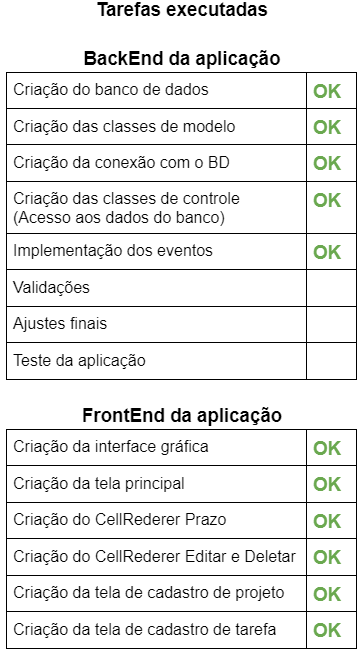 Tarefas executadas
BackEnd da aplicação
Criação do banco de dados OK
Criação das classes de modelo OK
Criação da conexão com o BD OK
Criação das classes de controle OK
(Acesso aos dados do banco)
Implementação dos eventos OK
Validações
Ajustes finais
Teste da aplicação
FrontEnd da aplicação
Criação da interface gráfica OK
Criação da tela principal OK
Criação do CellRederer Prazo OK
Criação do CellRederer Editar e Deletar OK
Criação da tela de cadastro de projeto OK
Criação da tela de cadastro de tarefa OK